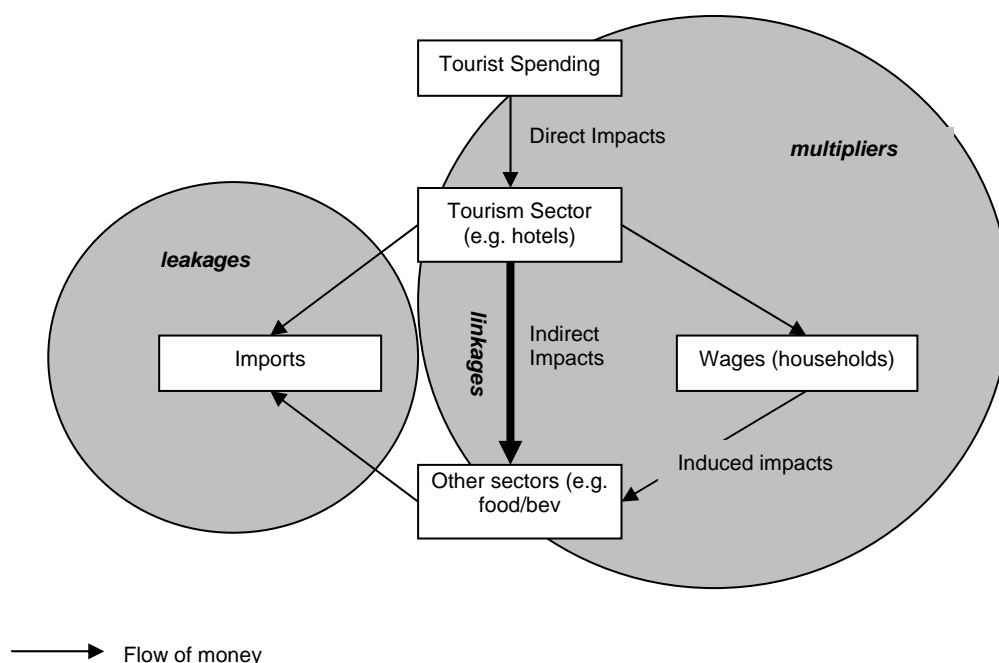 Tourist Spending
Direct Impacts
multipliers
Tourism Sector
(e.g. hotels)
leakages
linkages
Indirect
Impacts
Imports
Wages (households)
Induced impacts
Other sectors (e.g.
food/bev
Flow of money